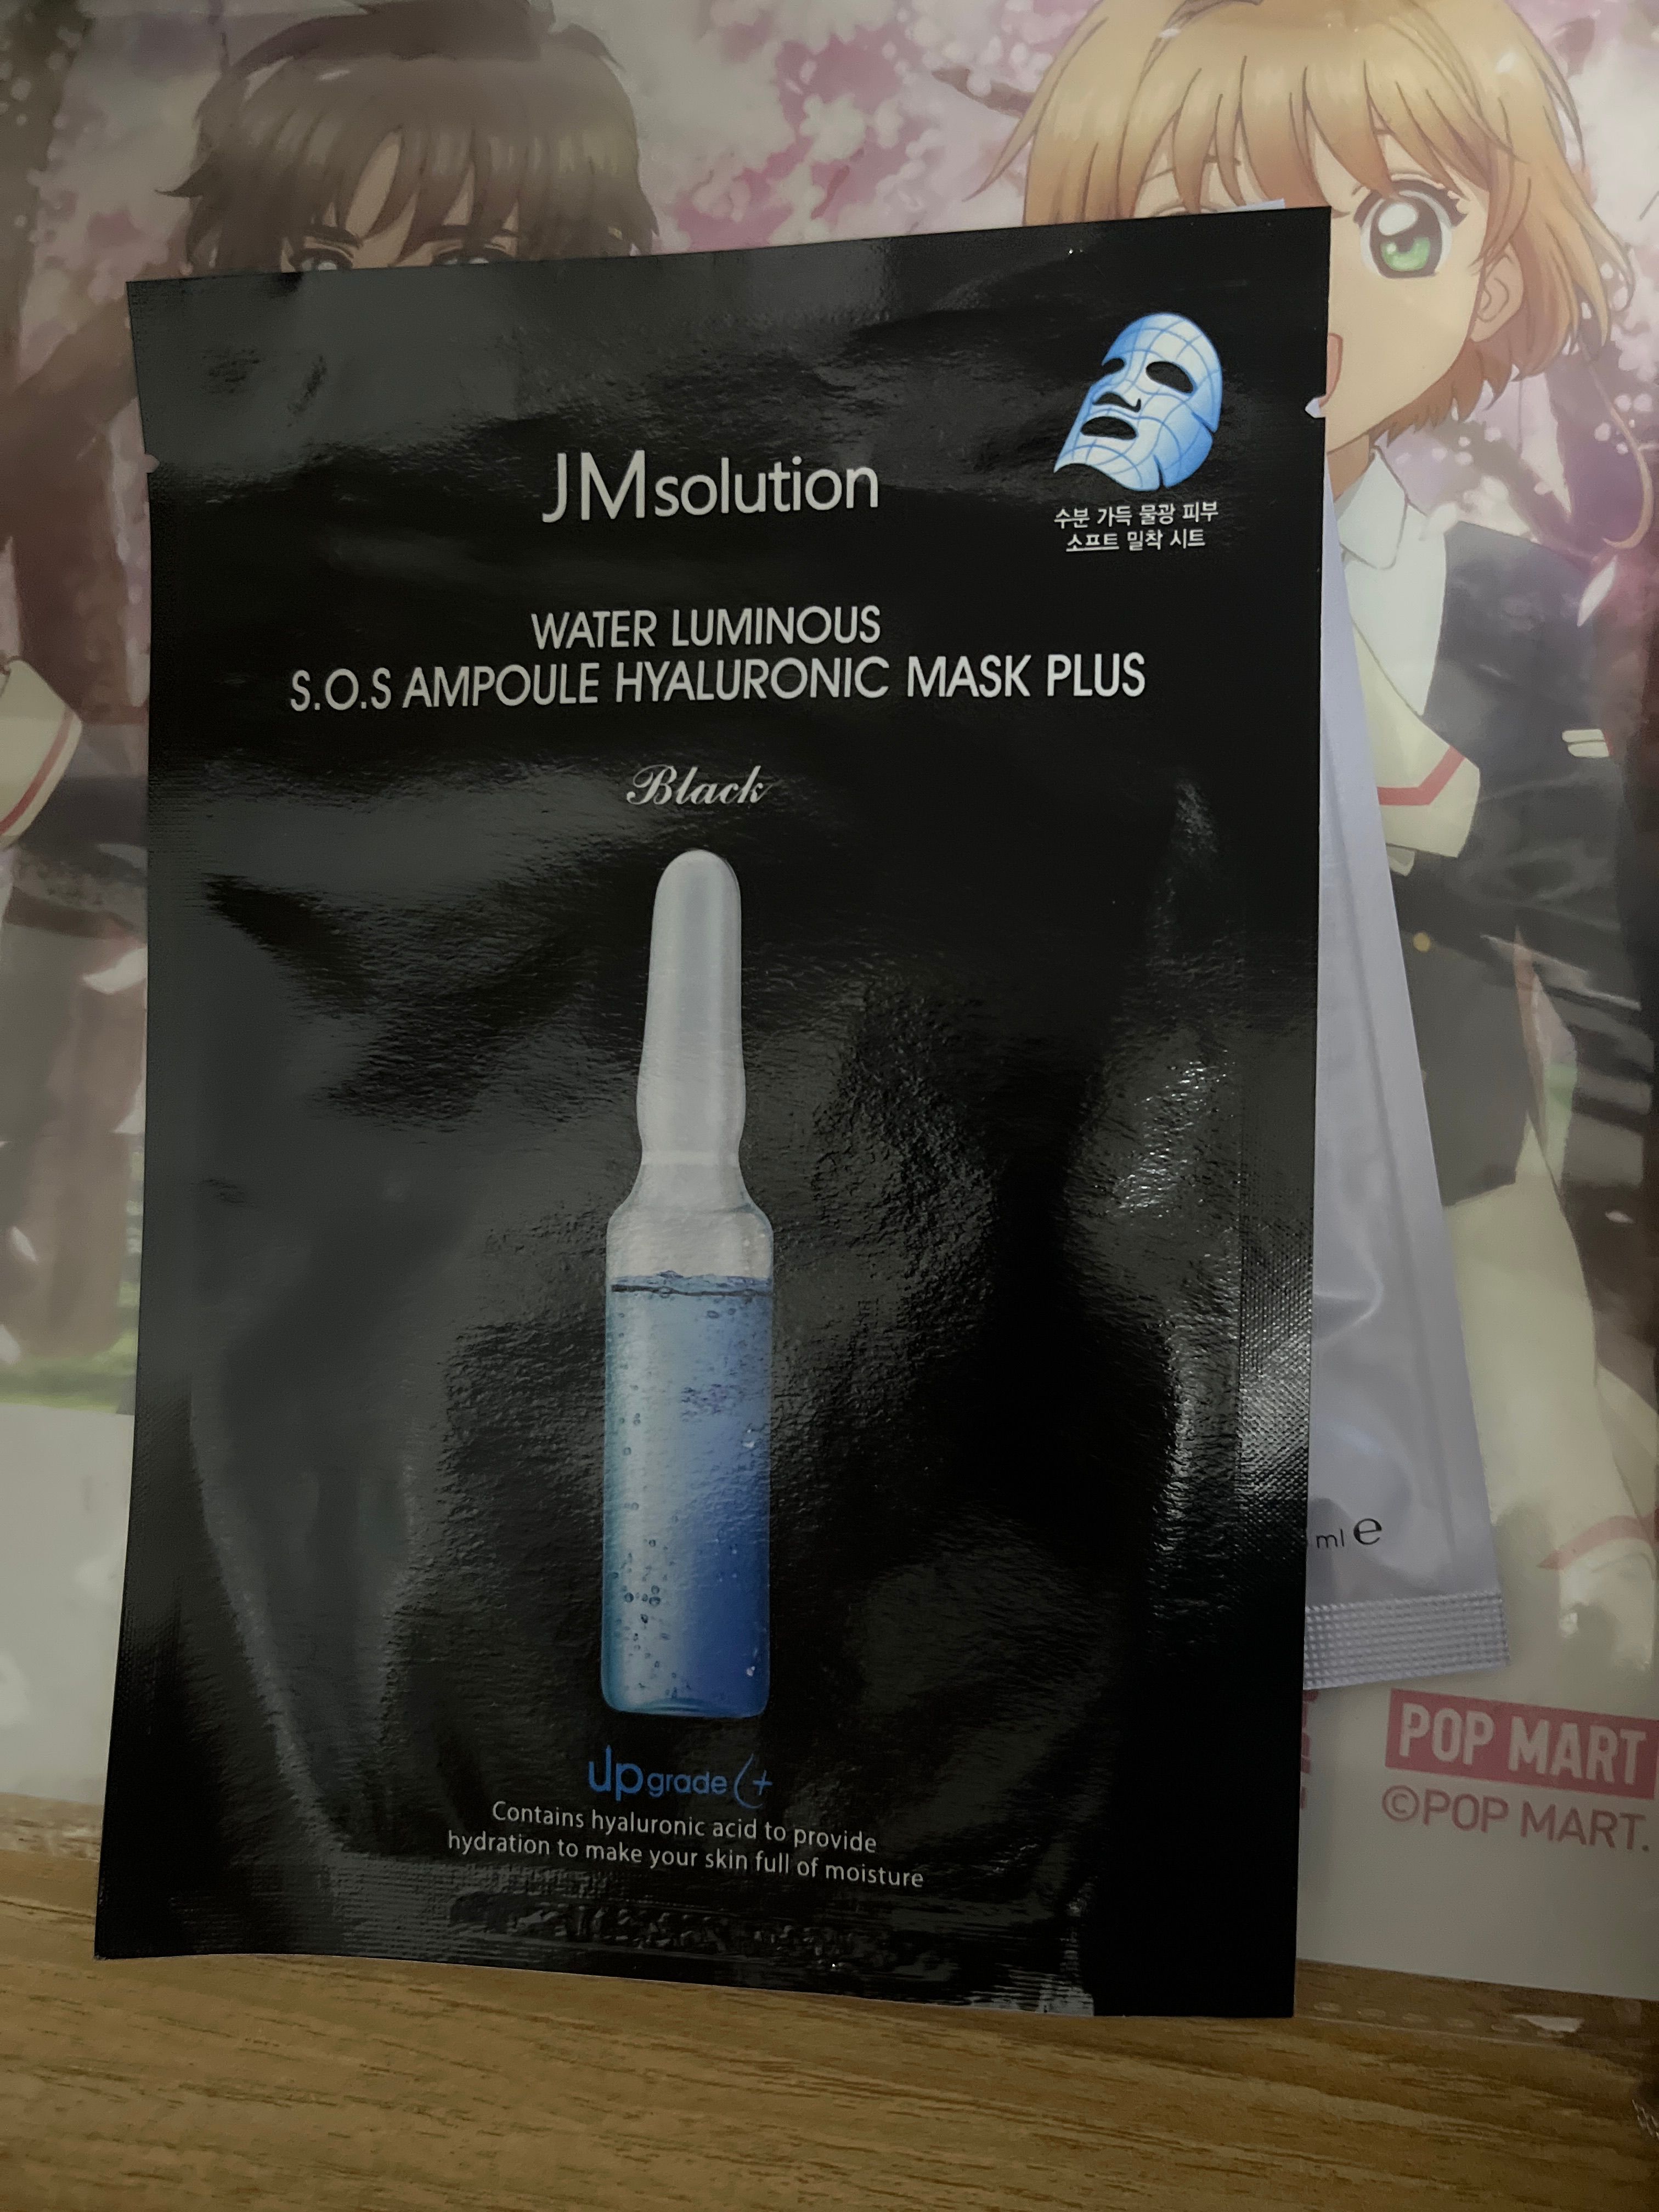 JMsolution
수분 가득 물광 피부
소프트 밀착 시트
WATER LUMINOUS
S.O.S AMPOULE HYALURONIC MASK PLUS
Black
upgrade
Contains hyaluronic acid to provide
hydration to make your skin full of moisture
ml e
POP MART
©POP MART.